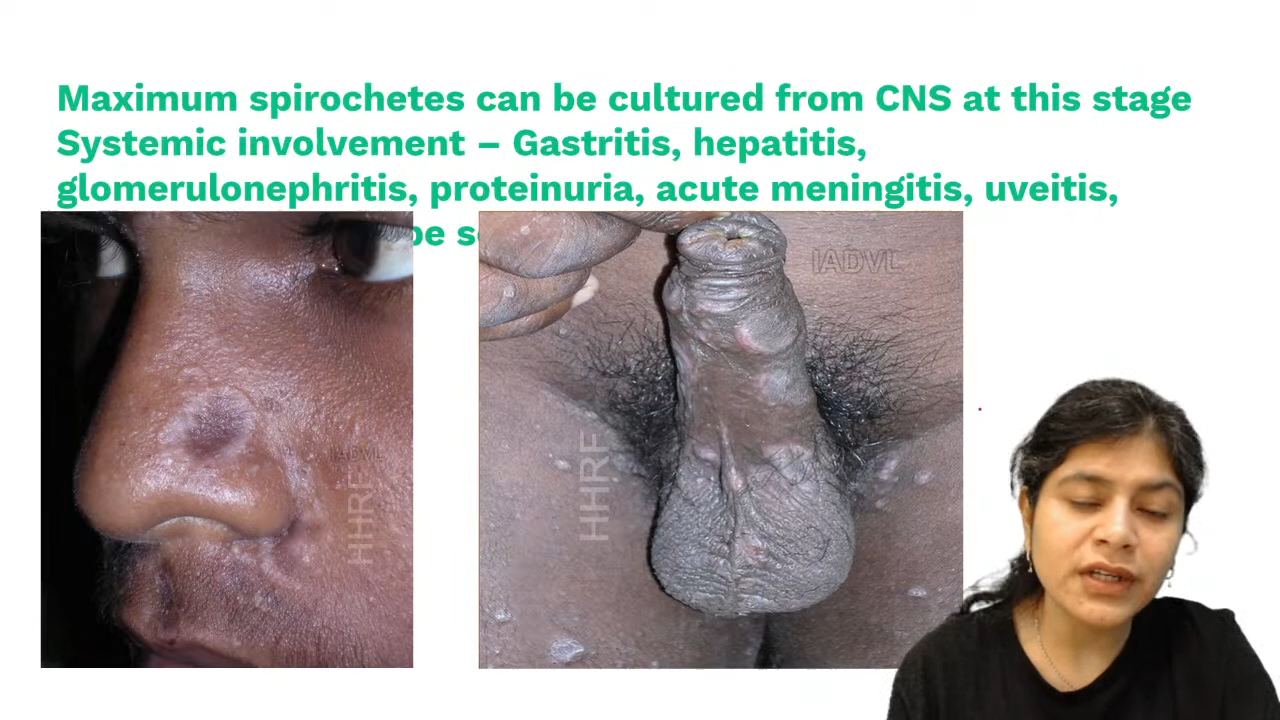 Maximum spirochetes can be cultured from CNS at this stage
Systemic involvement – Gastritis, hepatitis,
glomerulonephritis, proteinuria, acute meningitis, uveitis,
be
IADVL
IADVL
HHRF
HHRF